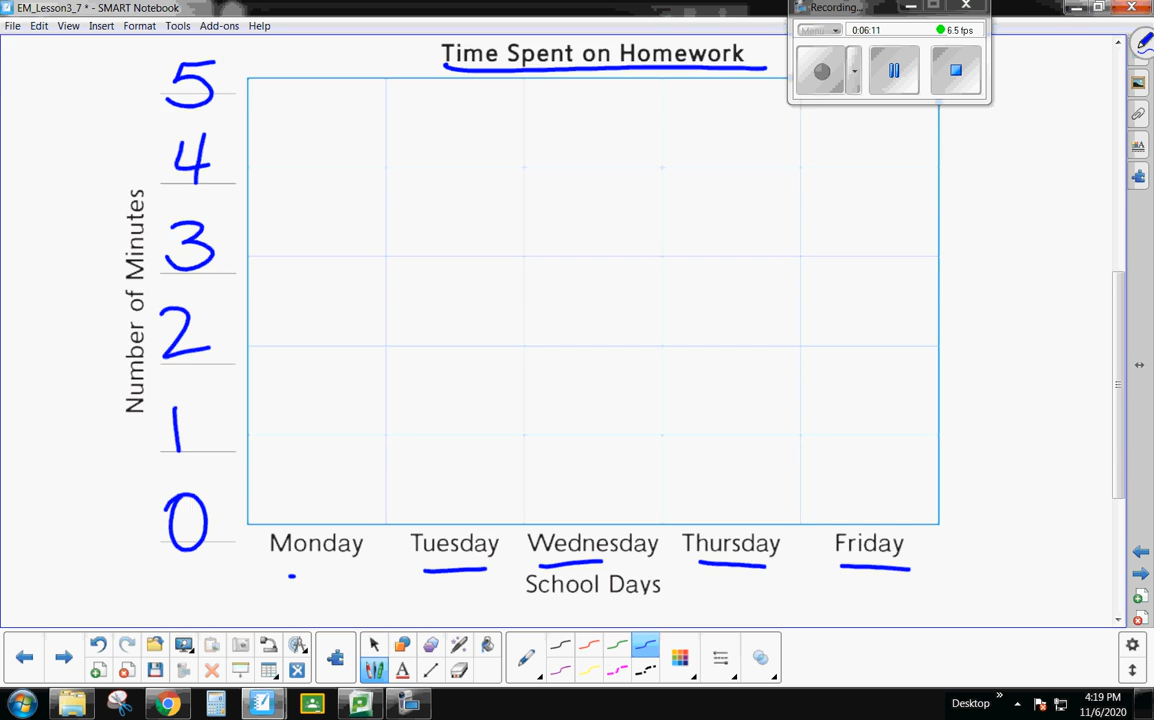 EM_Lesson3_7 * - SMART Notebook
Recording...
File Edit View Insert Format Tools Add-ons Help
Menu 0:06:11 6.5 fps
Time Spent on Homework
5
4
3
2
1
0
Number of Minutes
Monday Tuesday Wednesday Thursday Friday
School Days
A
Desktop »
4:19 PM
11/6/2020